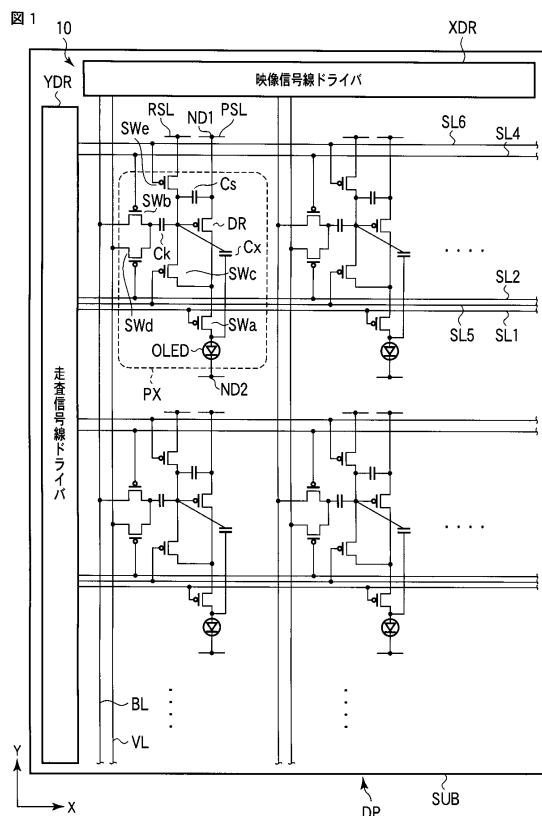 図1
10
XDR
YDR
映像信号線ドライバ
RSL
ND1
PSL
SL6
SL4
SWe
Cs
SWb
DR
Ck
Cx
SWc
SL2
SWd
SWa
SL5
SL1
OLED
PX
ND2
走査信号線ドライバ
BL
VL
Y
X
DP
SUB